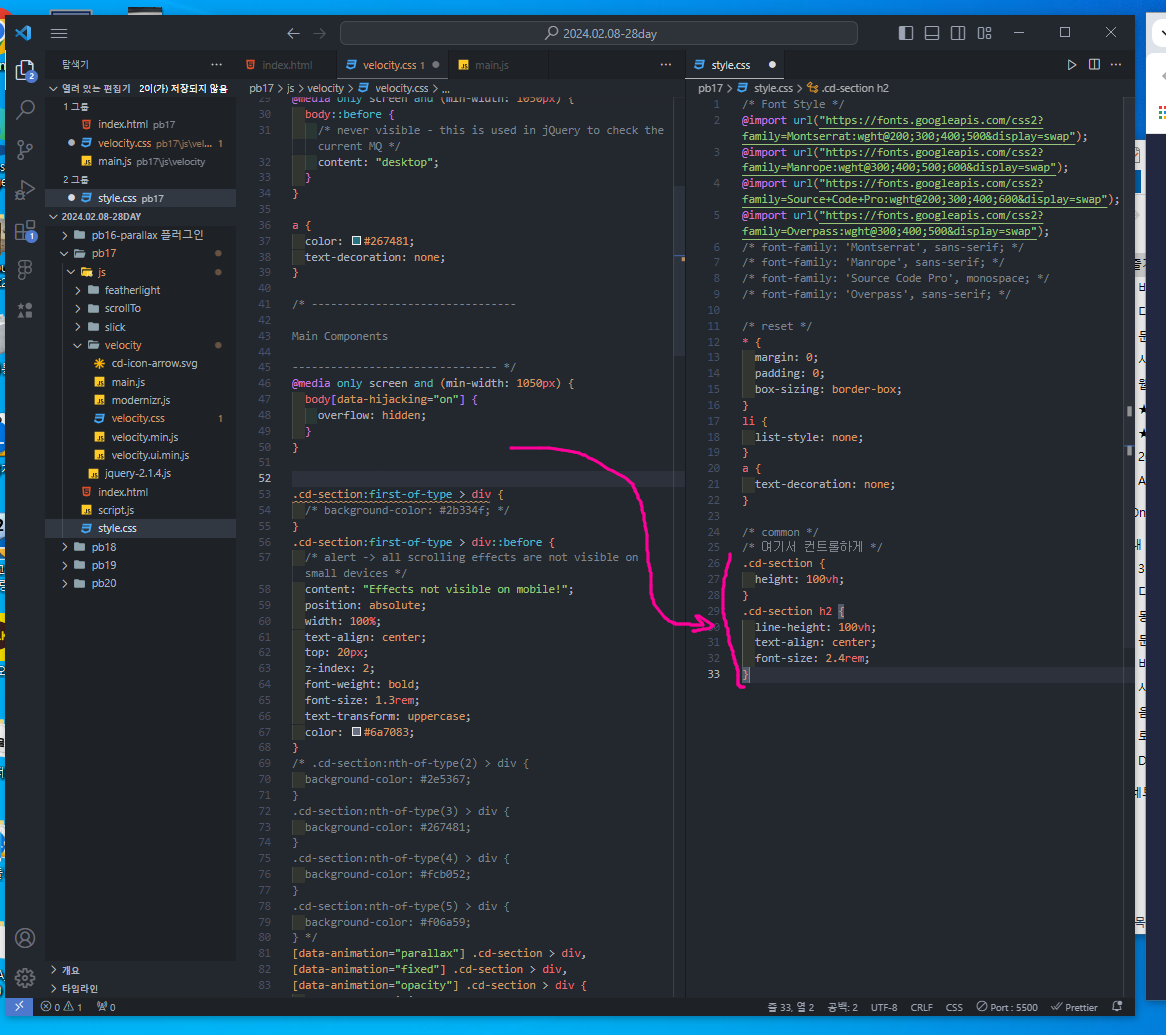 2024.02.08-28day
탐색기
열려 있는 편집기 2이(가) 저장되지 않음
1 그룹
index.html pb17
velocity.css pb17\js\vel... 1
main.js pb17\js\velocity
2 그룹
style.css pb17
2024.02.08-28DAY
pb16-parallax 플러그인
pb17
js
featherlight
scrollTo
slick
velocity
cd-icon-arrow.svg
main.js
modernizr.js
velocity.css 1
velocity.min.js
velocity.ui.min.js
jquery-2.1.4.js
index.html
script.js
style.css
pb18
pb19
pb20
개요
타임라인
index.html
velocity.css 1
main.js
pb17 > js > velocity > velocity.css > ...
29 @media only screen and (min-width: 1050px) {
30 body::before {
31 /* never visible - this is used in jQuery to check the
current MQ */
32 content: "desktop";
33 }
34 }
35
36 a {
37 color: #267481;
38 text-decoration: none;
39 }
40
41 /* --------------------------------
42
43 Main Components
44
45 -------------------------------- */
46 @media only screen and (min-width: 1050px) {
47 body[data-hijacking="on"] {
48 overflow: hidden;
49 }
50 }
51
52
53 .cd-section:first-of-type > div {
54 /* background-color: #2b334f; */
55 }
56 .cd-section:first-of-type > div::before {
57 /* alert -> all scrolling effects are not visible on
small devices */
58 content: "Effects not visible on mobile!";
59 position: absolute;
60 width: 100%;
61 text-align: center;
62 top: 20px;
63 z-index: 2;
64 font-weight: bold;
65 font-size: 1.3rem;
66 text-transform: uppercase;
67 color: #6a7083;
68 }
69 /* .cd-section:nth-of-type(2) > div {
70 background-color: #2e5367;
71 }
72 .cd-section:nth-of-type(3) > div {
73 background-color: #267481;
74 }
75 .cd-section:nth-of-type(4) > div {
76 background-color: #fcb052;
77 }
78 .cd-section:nth-of-type(5) > div {
79 background-color: #f06a59;
80 } */
81 [data-animation="parallax"] .cd-section > div,
82 [data-animation="fixed"] .cd-section > div,
83 [data-animation="opacity"] .cd-section > div {
style.css
pb17 > style.css > .cd-section h2
1 /* Font Style */
2 @import url("https://fonts.googleapis.com/css2?
family=Montserrat:wght@200;300;400;500&display=swap");
3 @import url("https://fonts.googleapis.com/css2?
family=Manrope:wght@300;400;500;600&display=swap");
4 @import url("https://fonts.googleapis.com/css2?
family=Source+Code+Pro:wght@200;300;400;600&display=swap");
5 @import url("https://fonts.googleapis.com/css2?
family=Overpass:wght@300;400;500&display=swap");
6 /* font-family: 'Montserrat', sans-serif; */
7 /* font-family: 'Manrope', sans-serif; */
8 /* font-family: 'Source Code Pro', monospace; */
9 /* font-family: 'Overpass', sans-serif; */
10
11 /* reset */
12 * {
13 margin: 0;
14 padding: 0;
15 box-sizing: border-box;
16 }
17 li {
18 list-style: none;
19 }
20 a {
21 text-decoration: none;
22 }
23
24 /* common */
25 /* 여기서 컨트롤하게 */
26 .cd-section {
27 height: 100vh;
28 }
29 .cd-section h2 {
30 line-height: 100vh;
31 text-align: center;
32 font-size: 2.4rem;
33 }
0 1 0 줄 33, 열 2 공백: 2 UTF-8 CRLF CSS Port : 5500 Prettier